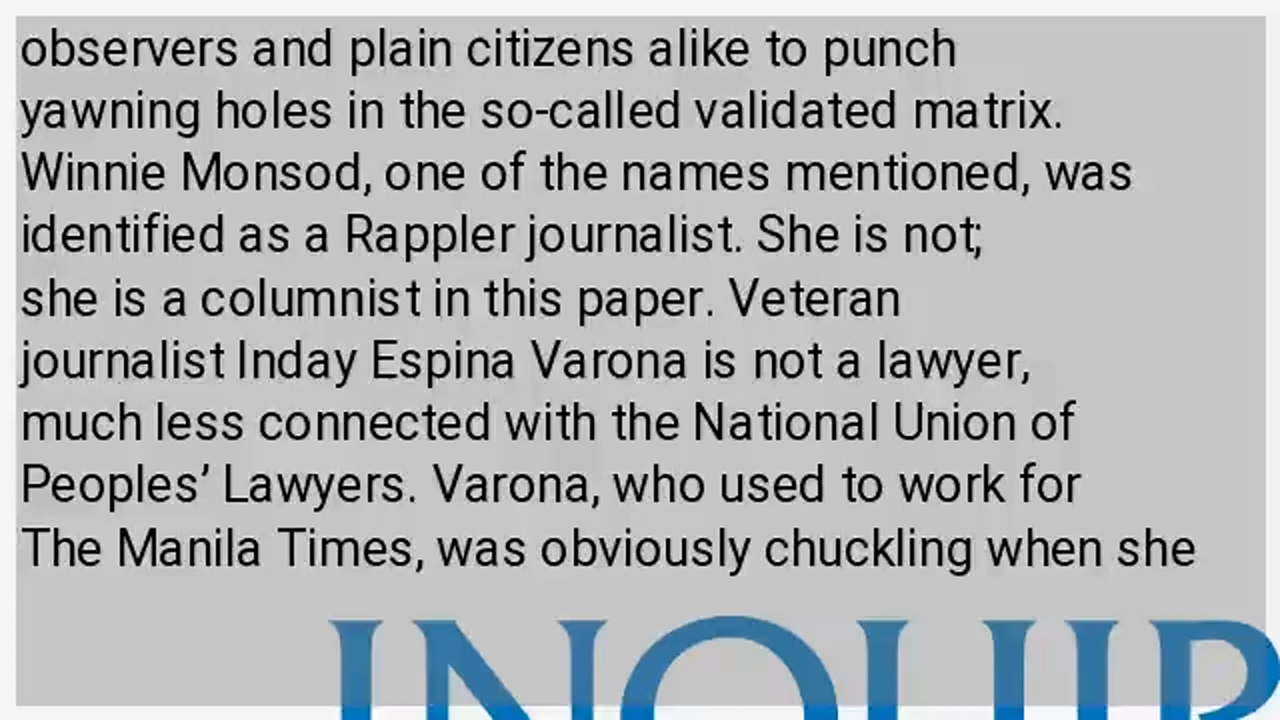 observers and plain citizens alike to punch
yawning holes in the so-called validated matrix.
Winnie Monsod, one of the names mentioned, was
identified as a Rappler journalist. She is not;
she is a columnist in this paper. Veteran
journalist Inday Espina Varona is not a lawyer,
much less connected with the National Union of
Peoples’ Lawyers. Varona, who used to work for
The Manila Times, was obviously chuckling when she
INQUIR